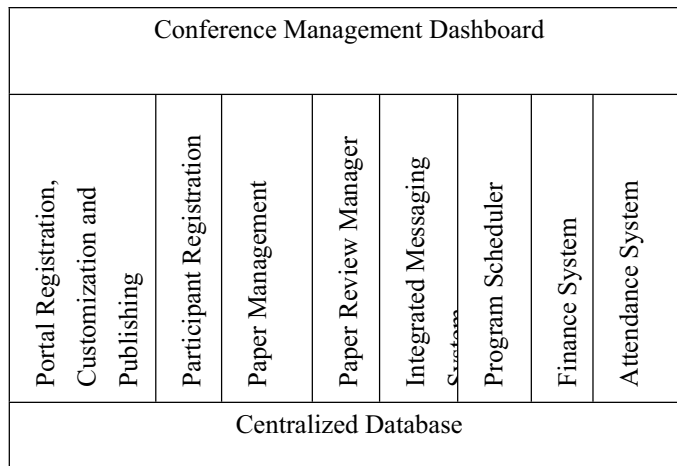 Conference Management Dashboard
Portal Registration,
Customization and
Publishing
Participant Registration
Paper Management
Paper Review Manager
Integrated Messaging
System
Program Scheduler
Finance System
Attendance System
Centralized Database